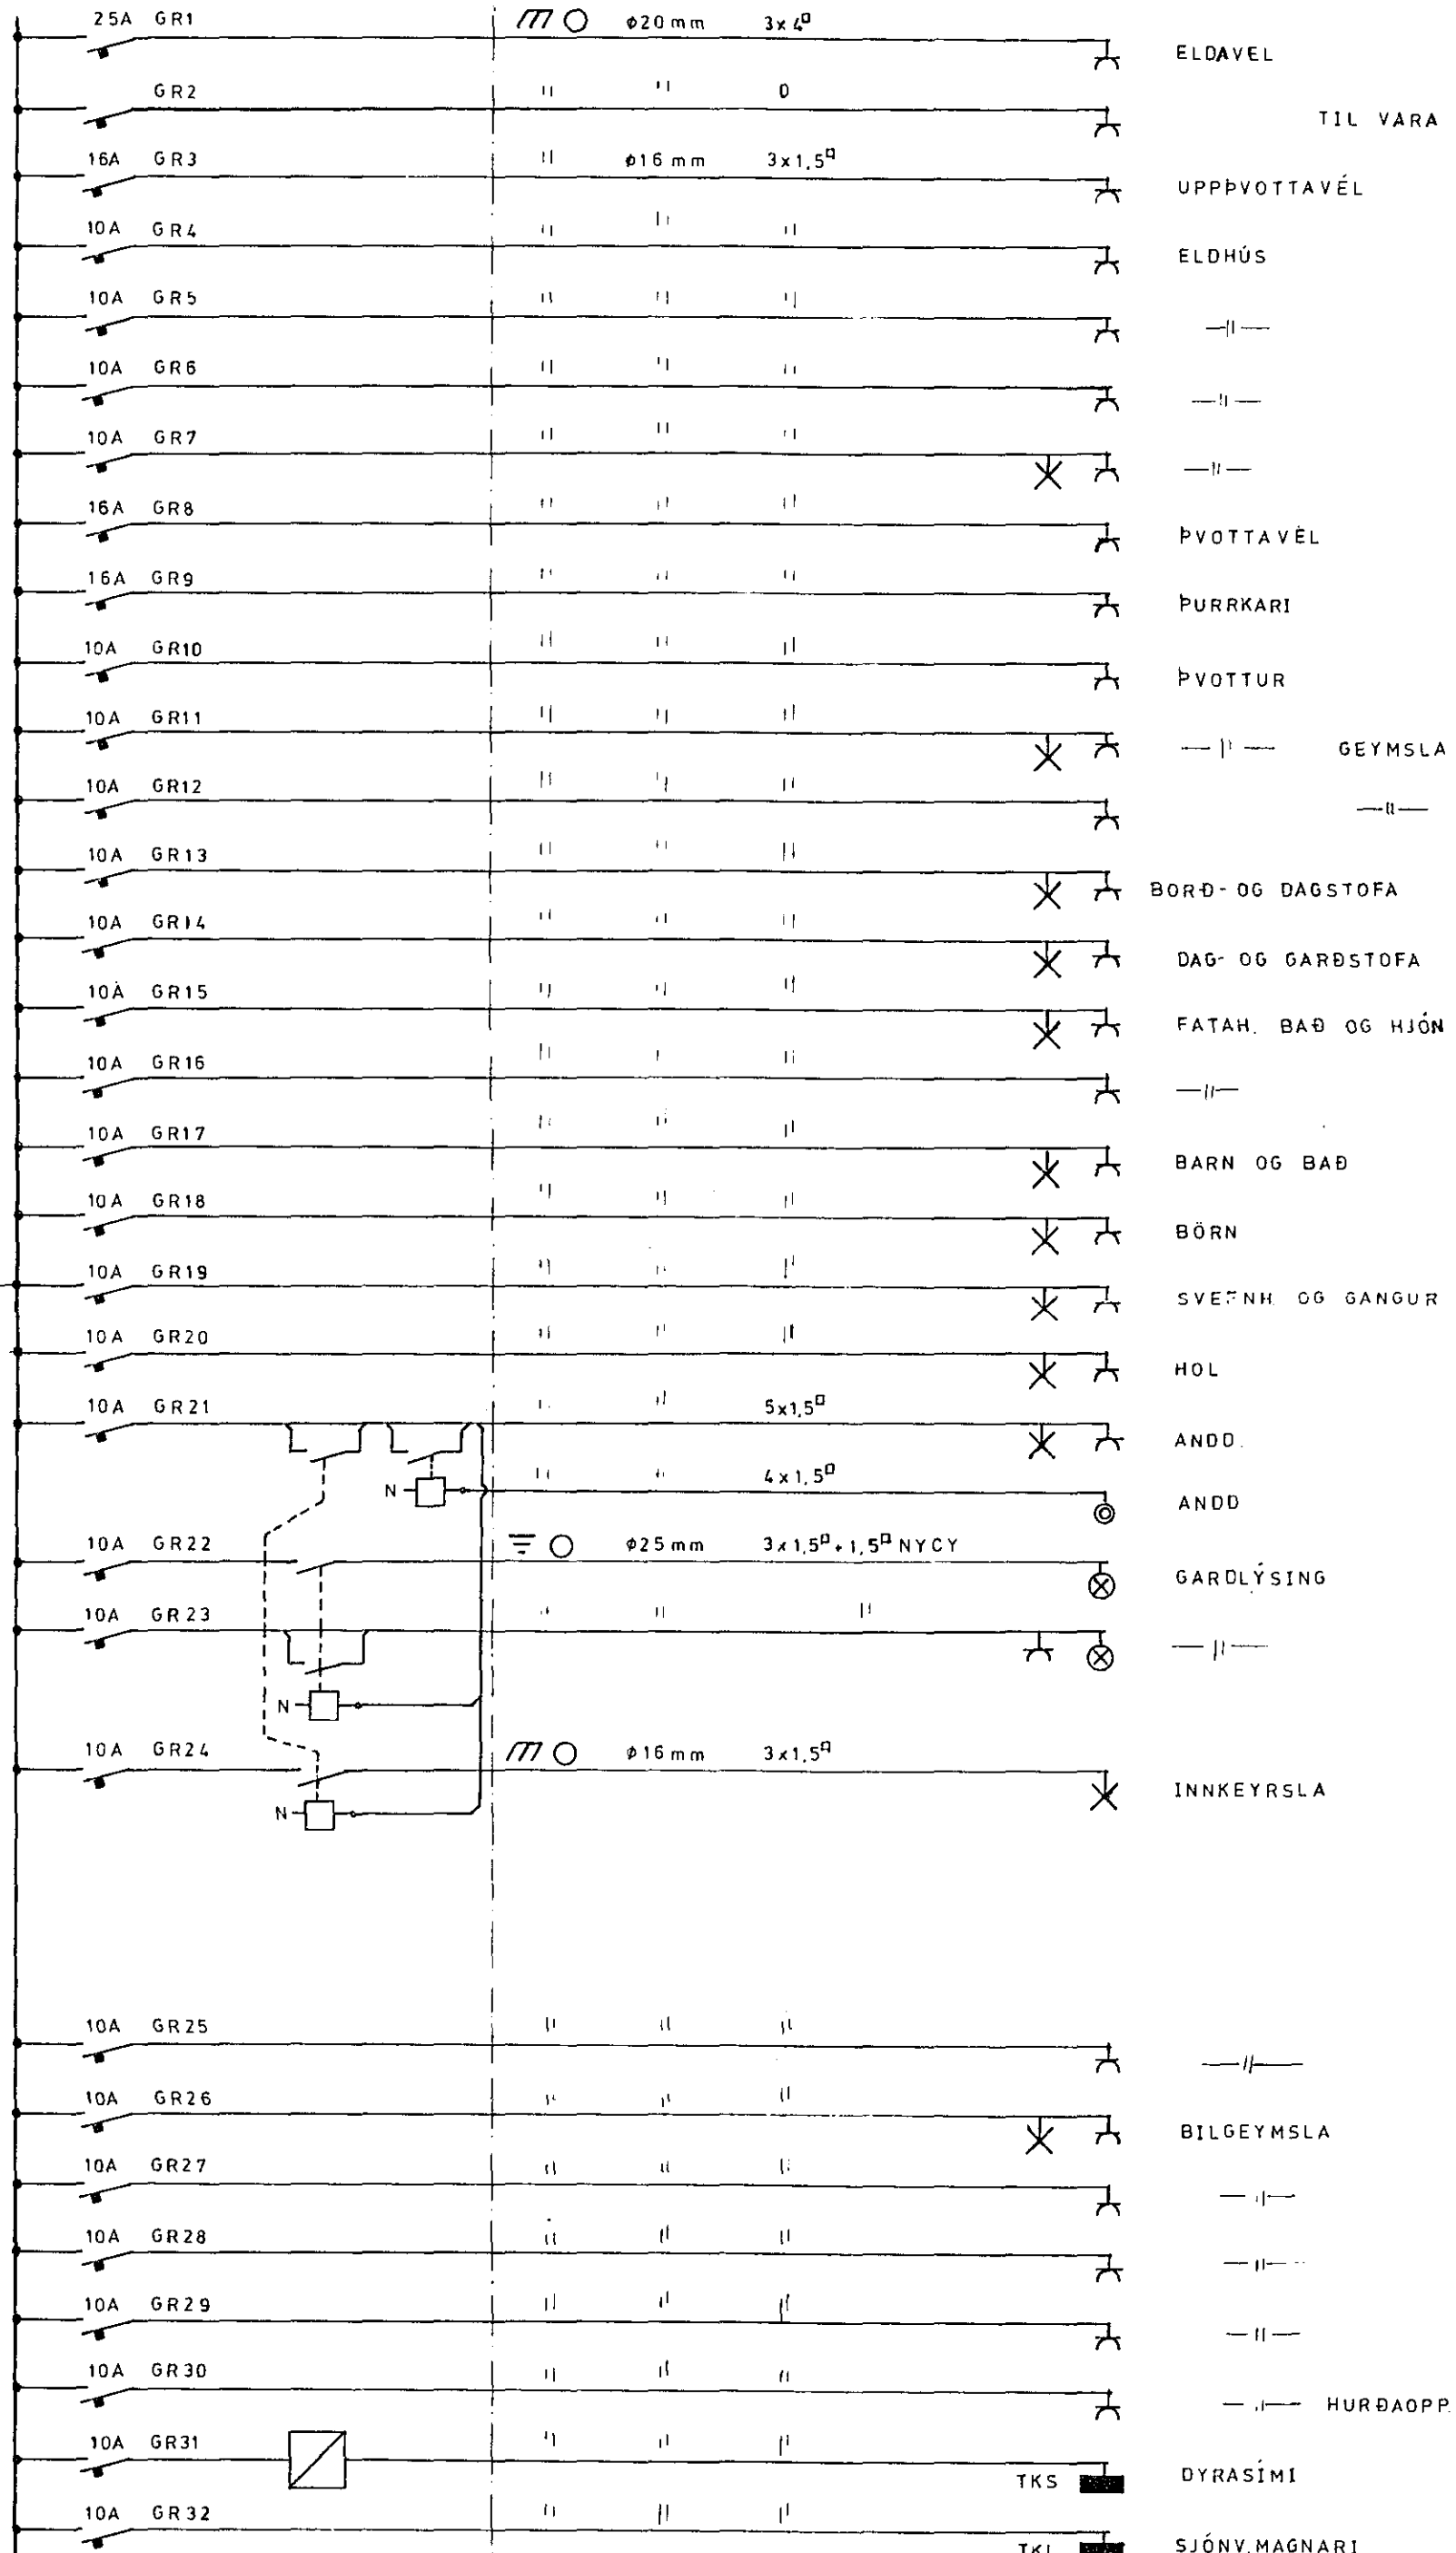 25A GR1 φ20 mm 3x4□ ELDAVEL
GR2 " " 0 TIL VARA
16A GR3 " φ16 mm 3x1,5□ UPPÞVOTTAVÉL
10A GR4 " " " ELDHÚS
10A GR5 " " " —"—
10A GR6 " " " —"—
10A GR7 " " " —"—
16A GR8 " " " ÞVOTTAVÉL
16A GR9 " " " ÞURRKARI
10A GR10 " " " ÞVOTTUR
10A GR11 " " " —"— GEYMSLA
10A GR12 " " " —"—
10A GR13 " " " BORÐ- OG DAGSTOFA
10A GR14 " " " DAG- OG GARÐSTOFA
10A GR15 " " " FATAH. BAÐ OG HJÓN
10A GR16 " " " —"—
10A GR17 " " " BARN OG BAÐ
10A GR18 " " " BÖRN
10A GR19 " " " SVEFNH. OG GANGUR
10A GR20 " " " HOL
10A GR21 " " 5x1,5□ ANDD.
N " " 4x1,5□ ANDD
10A GR22 φ25 mm 3x1,5□+1,5□ NYCY GARDLÝSING
10A GR23 " " " —"—
N
10A GR24 φ16 mm 3x1,5□ INNKEYRSLA
N
10A GR25 " " " —"—
10A GR26 " " " BILGEYMSLA
10A GR27 " " " —"—
10A GR28 " " " —"—
10A GR29 " " " —"—
10A GR30 " " " —"— HURÐAOPP.
10A GR31 " " " TKS DYRASÍMI
10A GR32 " " " TKL SJÓNV.MAGNARI